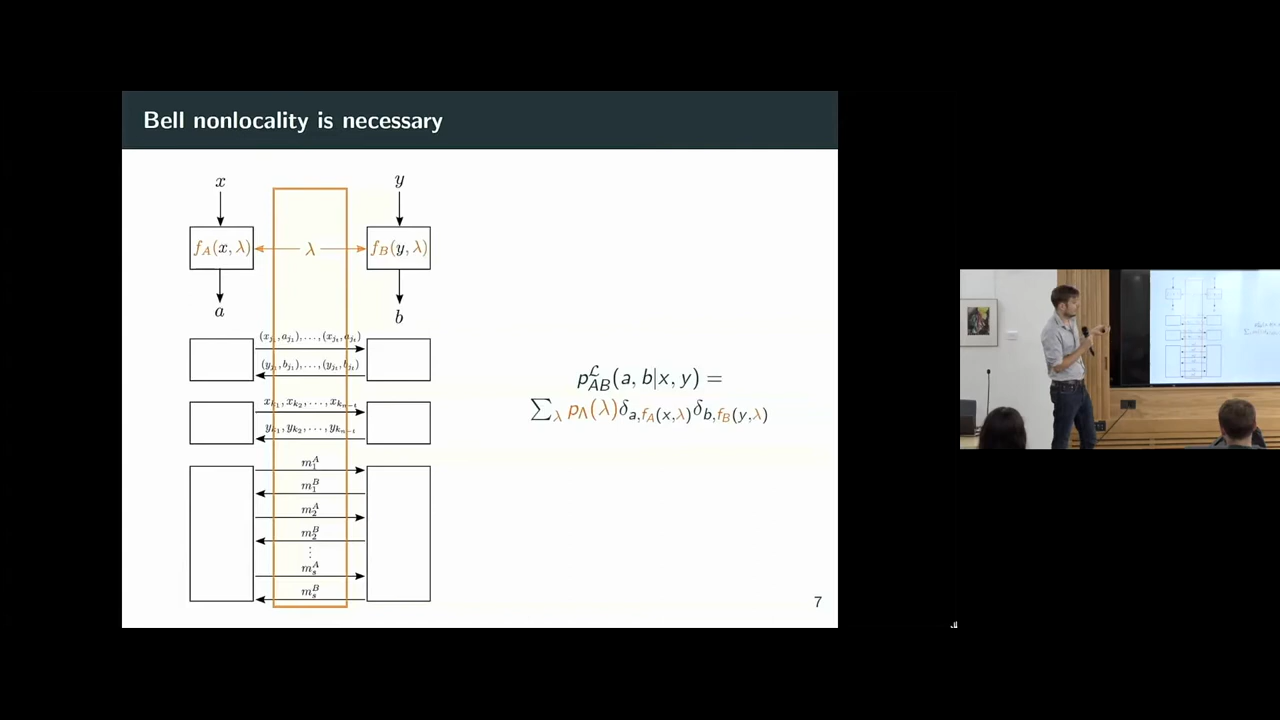 Bell nonlocality is necessary
x y
f_A(x, λ) λ f_B(y, λ)
a b
(x_{j_1}, a_{j_1}), . . . , (x_{j_t}, a_{j_t})
(y_{j_1}, b_{j_1}), . . . , (y_{j_t}, b_{j_t})
x_{k_1}, x_{k_2}, . . . , x_{k_{n-t}}
y_{k_1}, y_{k_2}, . . . , y_{k_{n-t}}
m_1^A
m_1^B
m_2^A
m_2^B
⋮
m_s^A
m_s^B
p_{AB}^ℒ(a, b|x, y) =
∑_λ p_Λ(λ)δ_{a,f_A(x,λ)}δ_{b,f_B(y,λ)}
7